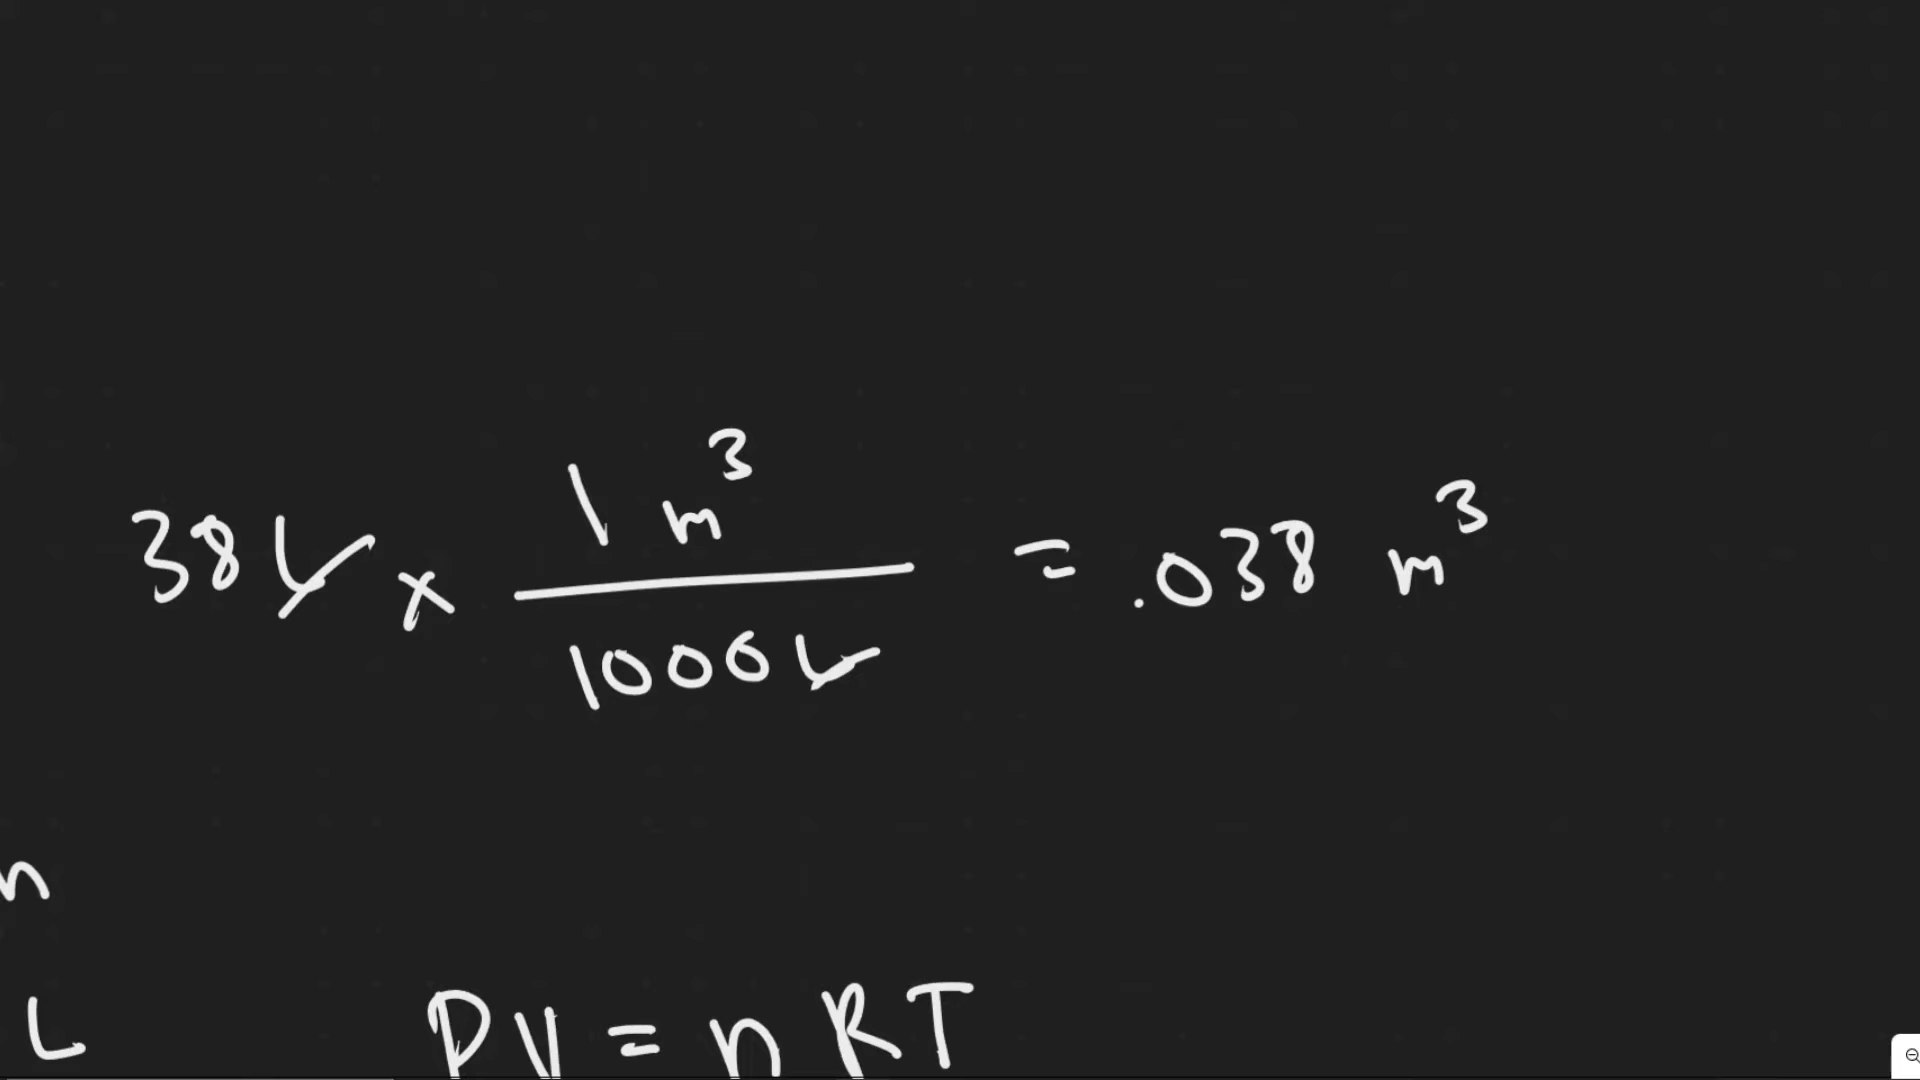 38 L x 1 m³ / 1000 L = .038 m³
n
L PV = nRT